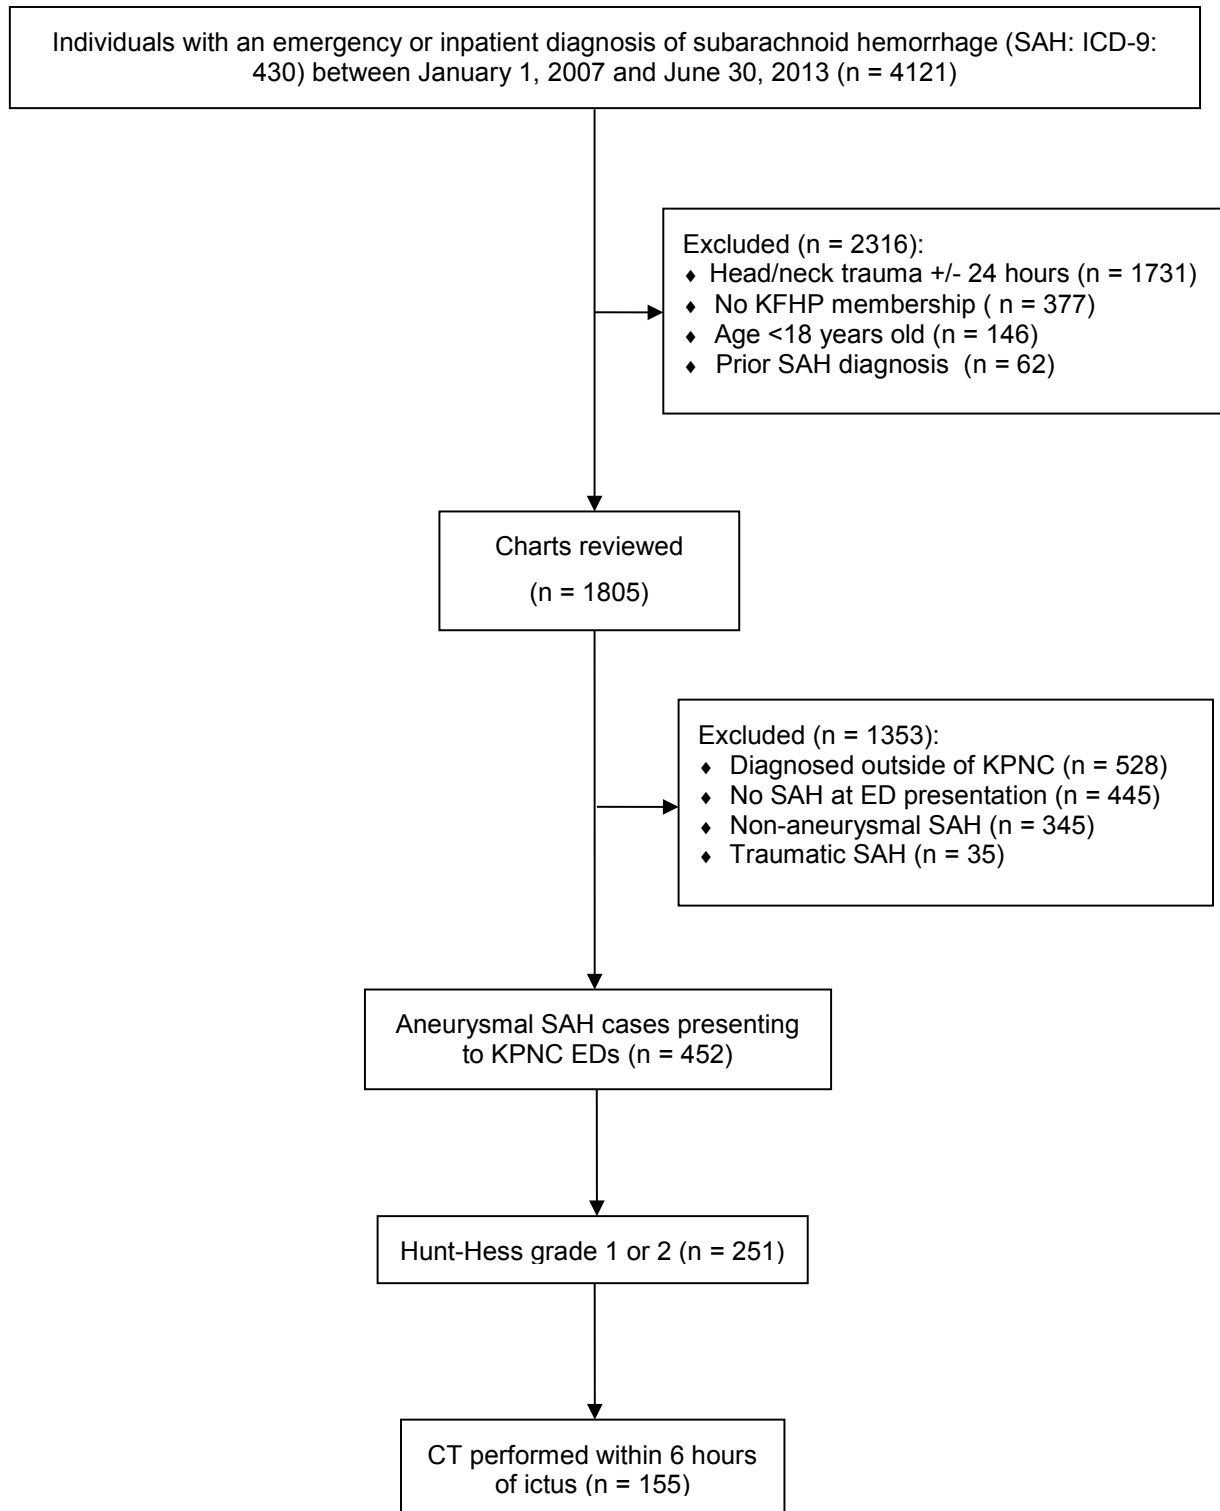 Individuals with an emergency or inpatient diagnosis of subarachnoid hemorrhage (SAH: ICD-9:
430) between January 1, 2007 and June 30, 2013 (n = 4121)
Excluded (n = 2316):
♦ Head/neck trauma +/- 24 hours (n = 1731)
♦ No KFHP membership ( n = 377)
♦ Age <18 years old (n = 146)
♦ Prior SAH diagnosis (n = 62)
Charts reviewed
(n = 1805)
Excluded (n = 1353):
♦ Diagnosed outside of KPNC (n = 528)
♦ No SAH at ED presentation (n = 445)
♦ Non-aneurysmal SAH (n = 345)
♦ Traumatic SAH (n = 35)
Aneurysmal SAH cases presenting
to KPNC EDs (n = 452)
Hunt-Hess grade 1 or 2 (n = 251)
CT performed within 6 hours
of ictus (n = 155)